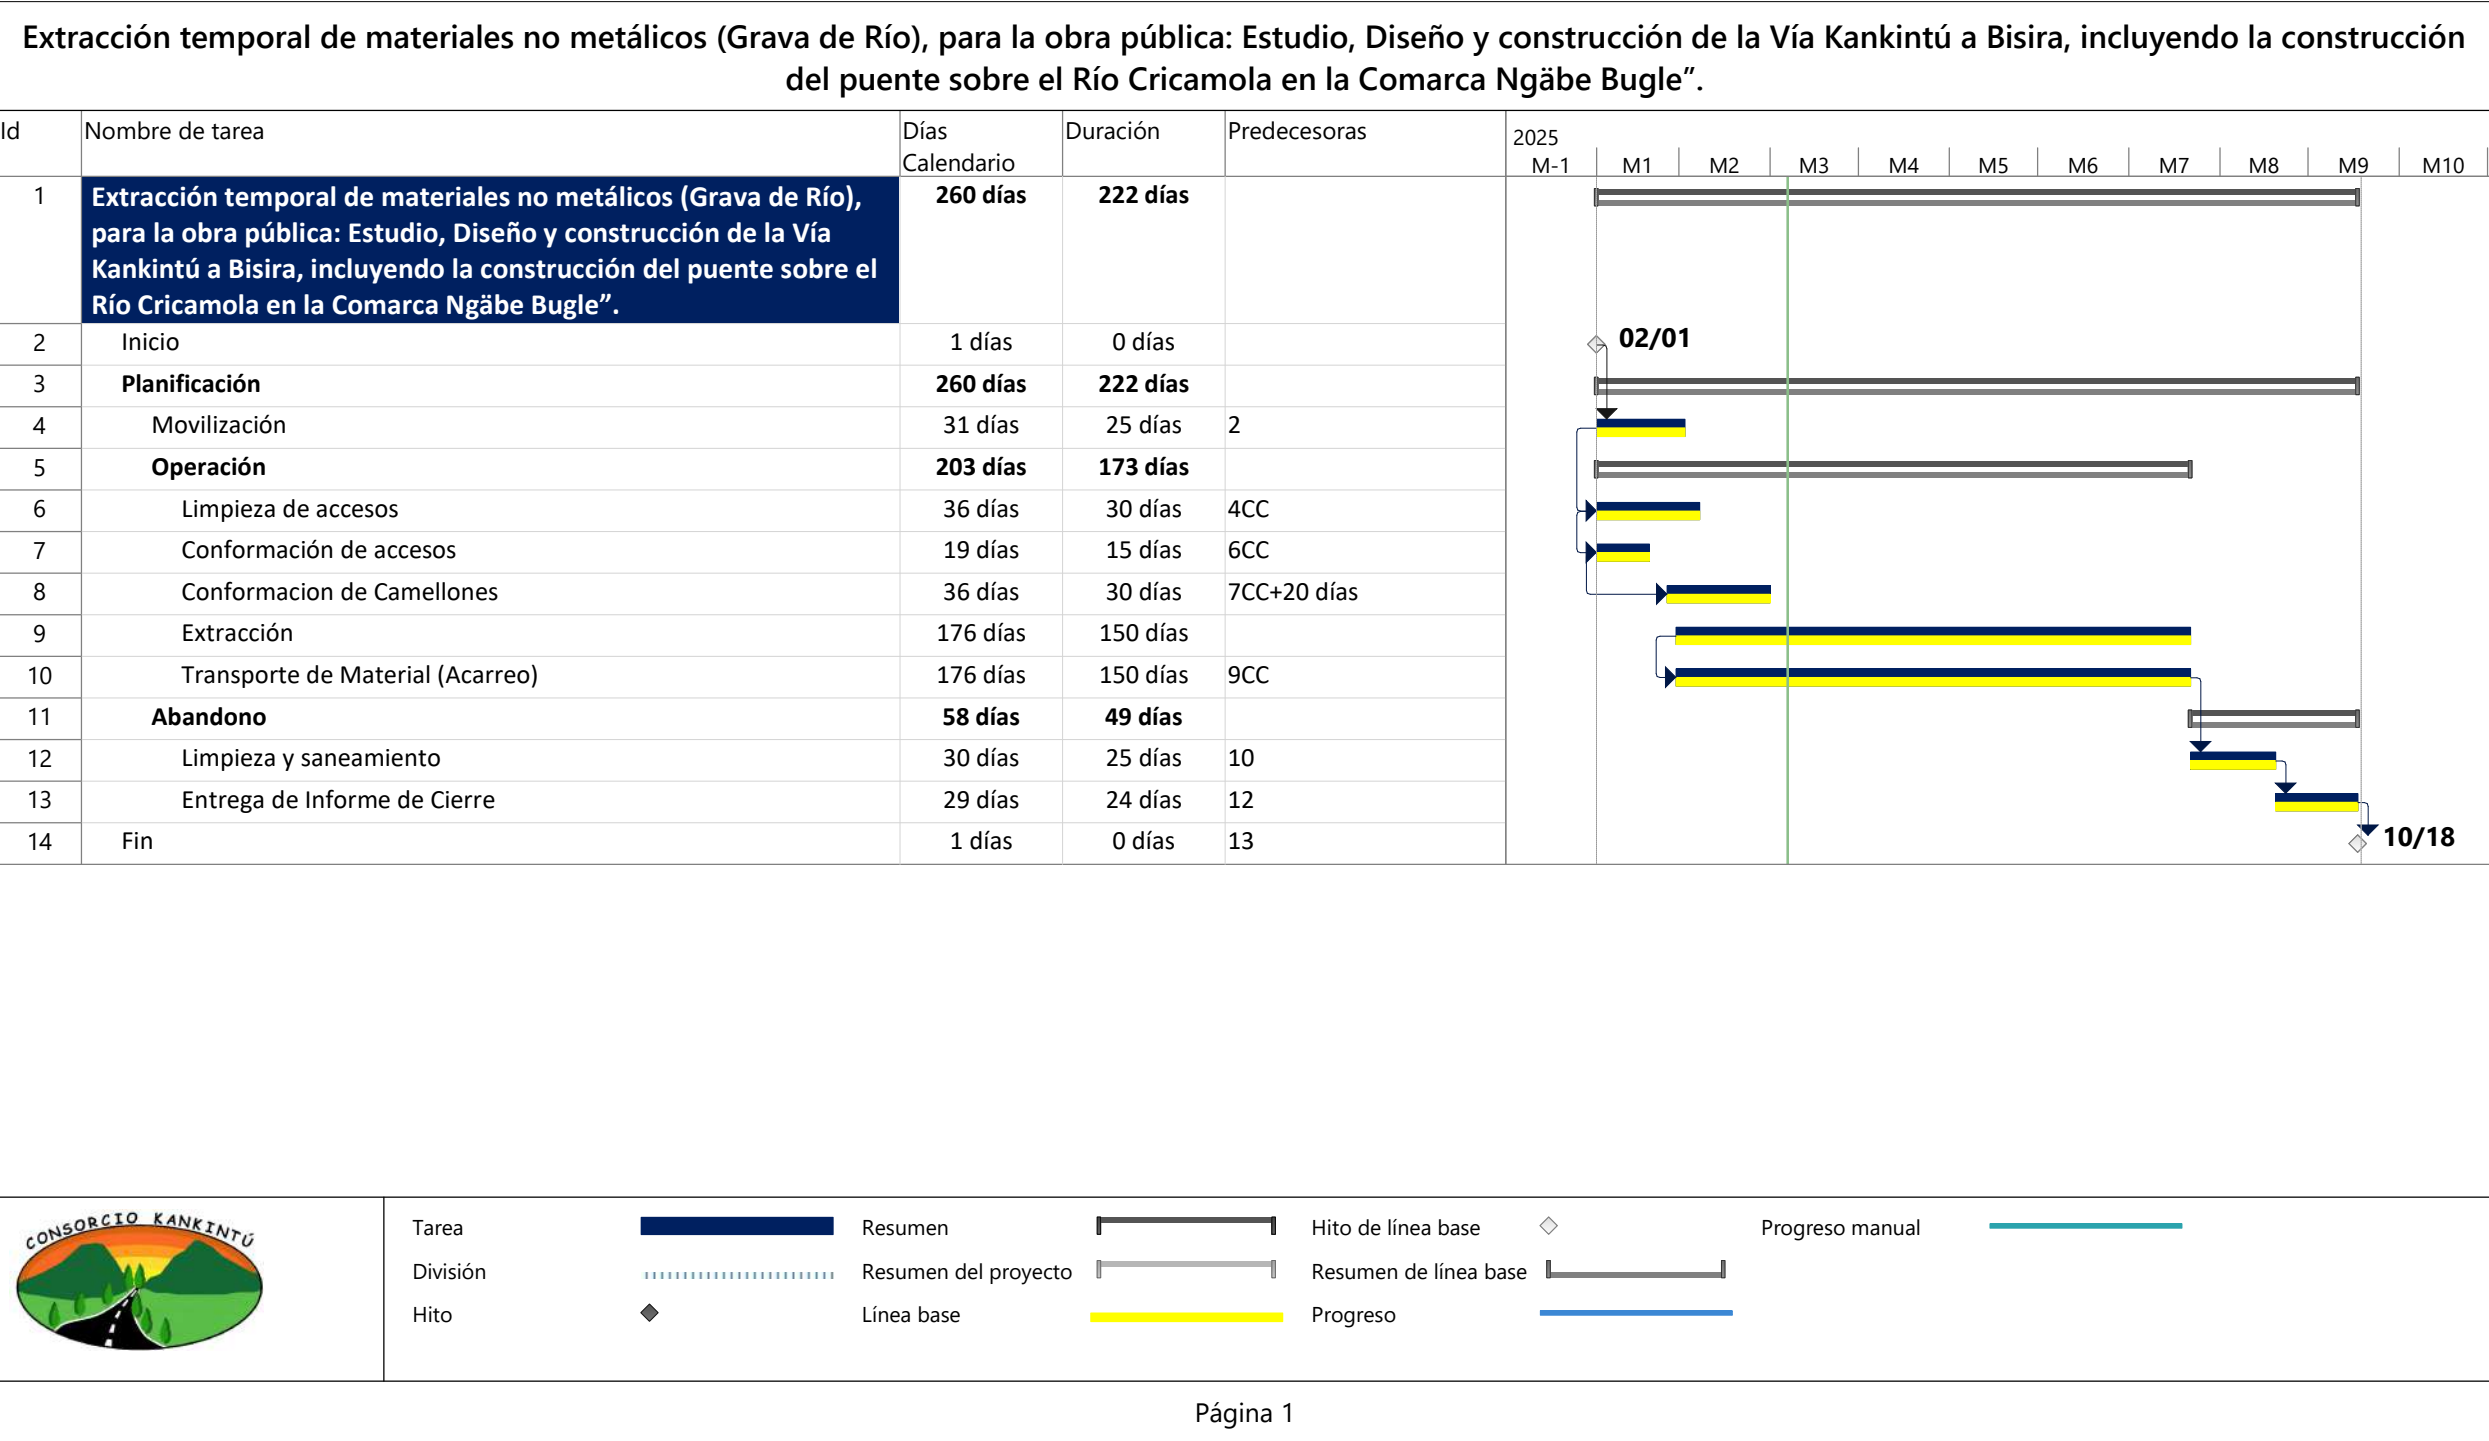 Extracción temporal de materiales no metálicos (Grava de Río), para la obra pública: Estudio, Diseño y construcción de la Vía Kankintú a Bisira, incluyendo la construcción
del puente sobre el Río Cricamola en la Comarca Ngäbe Bugle”.
Id Nombre de tarea Días Calendario Duración Predecesoras
2025
M-1 M1 M2 M3 M4 M5 M6 M7 M8 M9 M10
1 Extracción temporal de materiales no metálicos (Grava de Río), 260 días 222 días
para la obra pública: Estudio, Diseño y construcción de la Vía
Kankintú a Bisira, incluyendo la construcción del puente sobre el
Río Cricamola en la Comarca Ngäbe Bugle”.
2 Inicio 1 días 0 días 02/01
3 Planificación 260 días 222 días
4 Movilización 31 días 25 días 2
5 Operación 203 días 173 días
6 Limpieza de accesos 36 días 30 días 4CC
7 Conformación de accesos 19 días 15 días 6CC
8 Conformacion de Camellones 36 días 30 días 7CC+20 días
9 Extracción 176 días 150 días
10 Transporte de Material (Acarreo) 176 días 150 días 9CC
11 Abandono 58 días 49 días
12 Limpieza y saneamiento 30 días 25 días 10
13 Entrega de Informe de Cierre 29 días 24 días 12
14 Fin 1 días 0 días 13 10/18
CONSORCIO KANKINTÚ
Tarea Resumen Hito de línea base Progreso manual
División Resumen del proyecto Resumen de línea base
Hito Línea base Progreso
Página 1